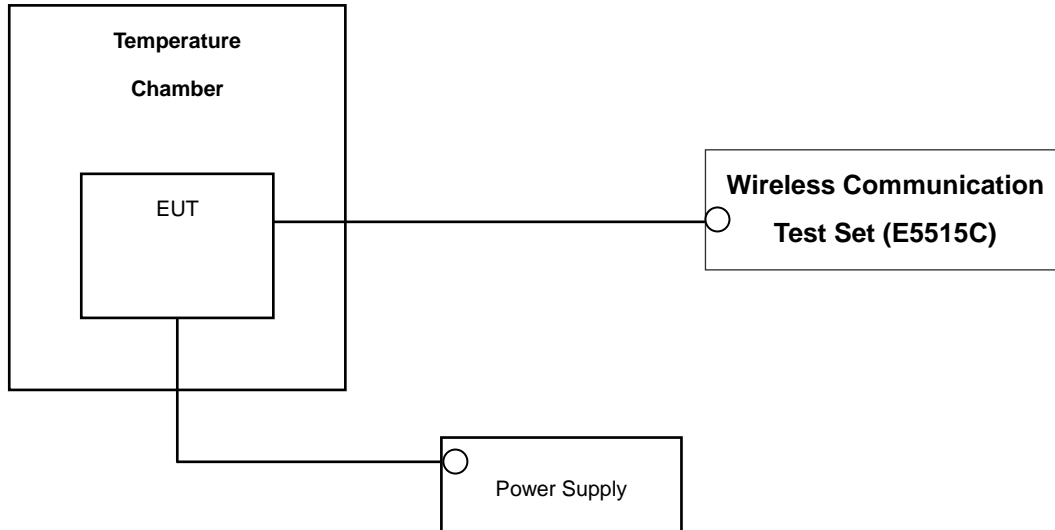 Temperature
Chamber
EUT
Wireless Communication
Test Set (E5515C)
Power Supply